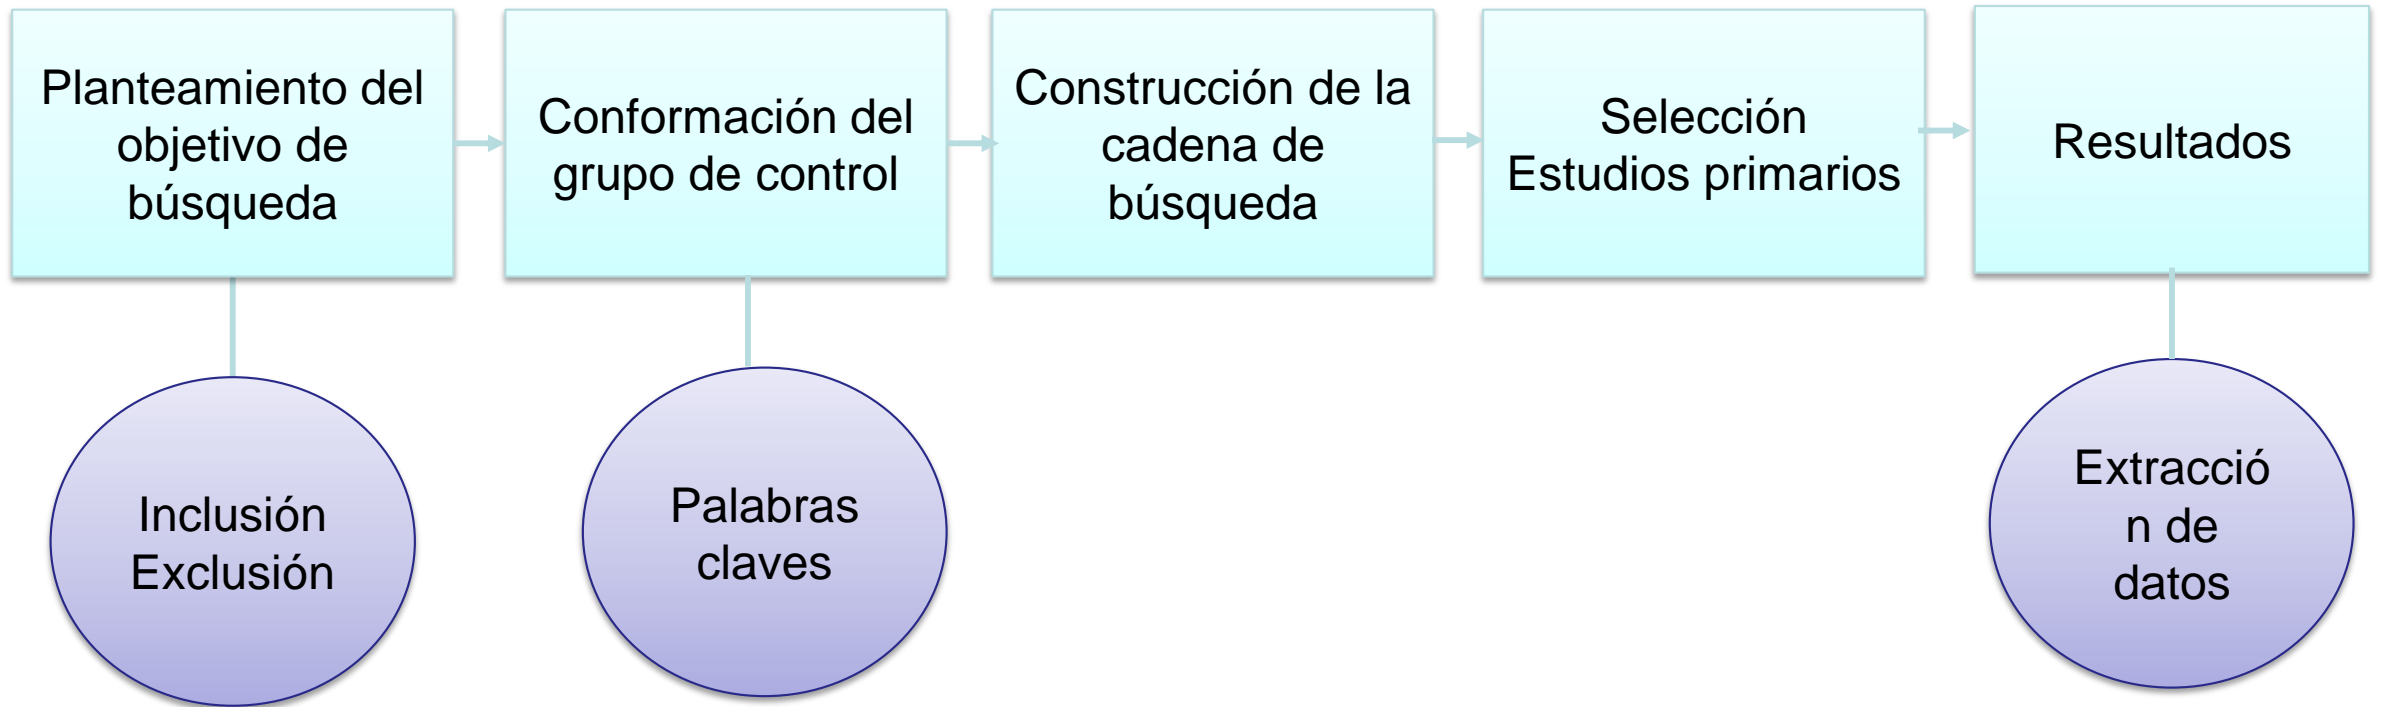 Planteamiento del
objetivo de
búsqueda
Conformación del
grupo de control
Construcción de la
cadena de
búsqueda
Selección
Estudios primarios
Resultados
Inclusión
Exclusión
Palabras
claves
Extracció
n de
datos